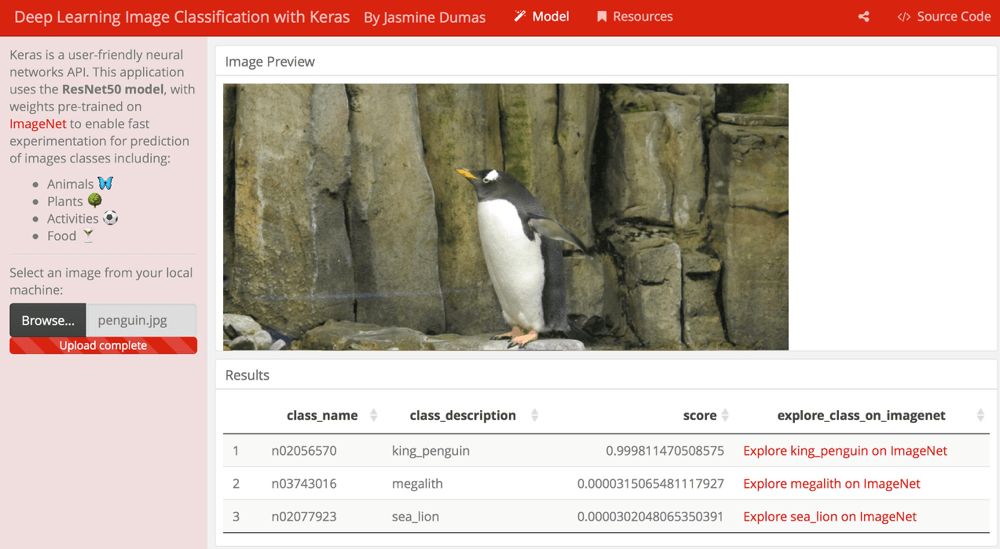 Deep Learning Image Classification with Keras By Jasmine Dumas Model Resources Source Code
Keras is a user-friendly neural
networks API. This application
uses the ResNet50 model, with
weights pre-trained on
ImageNet to enable fast
experimentation for prediction
of images classes including:
Animals
Plants
Activities
Food
Select an image from your local
machine:
Browse... penguin.jpg
Upload complete
Image Preview
Results
class_name class_description score explore_class_on_imagenet
1 n02056570 king_penguin 0.999811470508575 Explore king_penguin on ImageNet
2 n03743016 megalith 0.0000315065481117927 Explore megalith on ImageNet
3 n02077923 sea_lion 0.0000302048065350391 Explore sea_lion on ImageNet